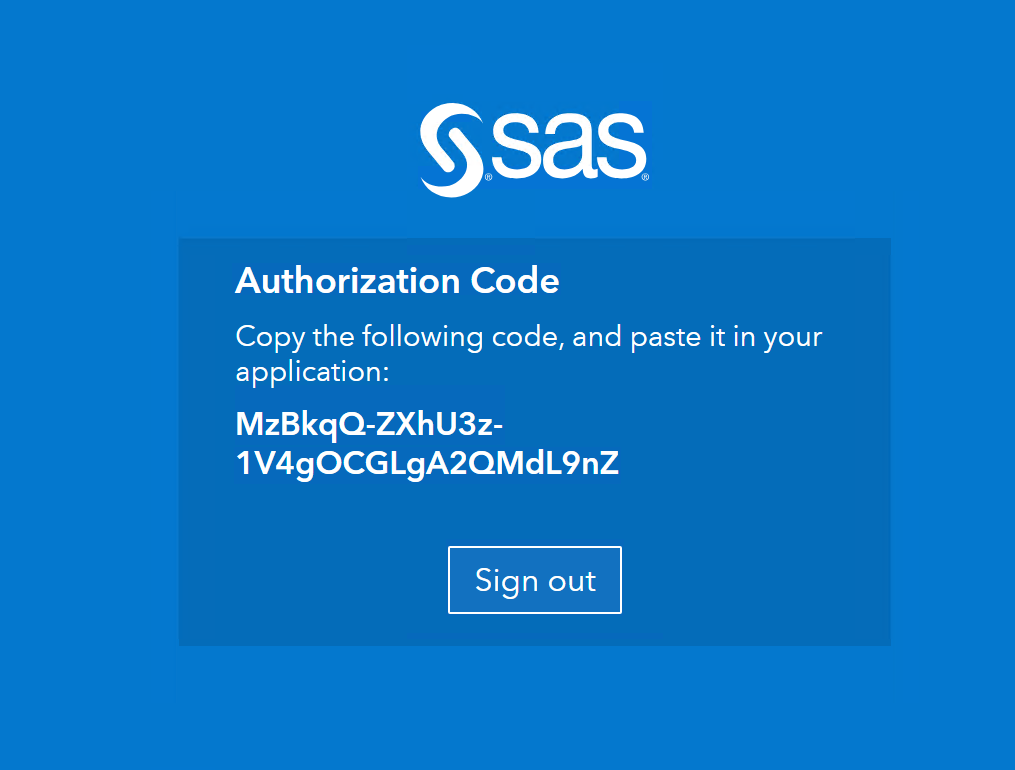 sas
Authorization Code
Copy the following code, and paste it in your
application:
MzBkqQ-ZXhU3z-
1V4gOCGLgA2QMdL9nZ
Sign out